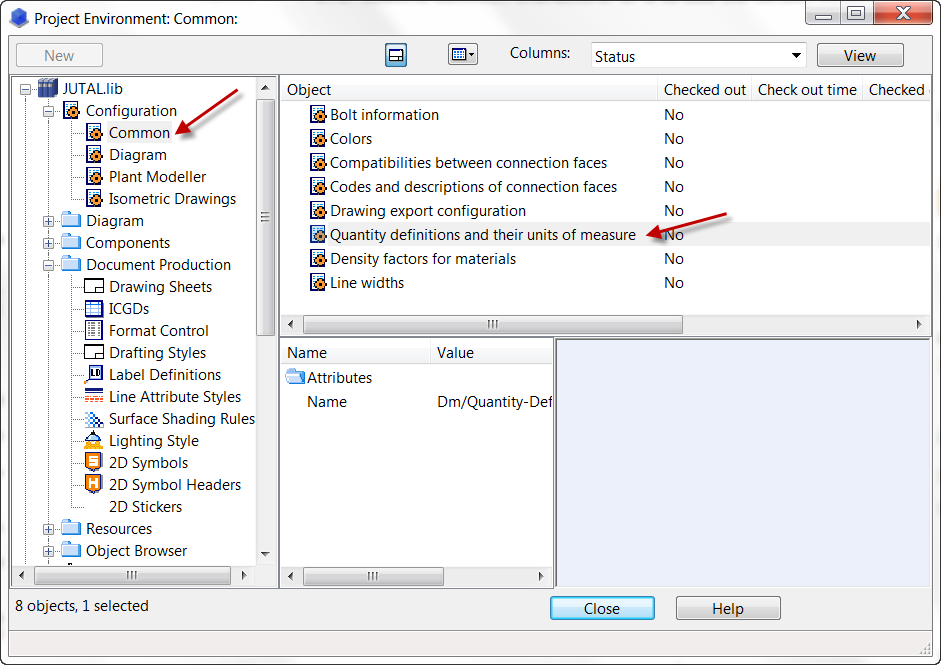 Project Environment: Common:
New
Columns:
Status
View
JUTAL.lib
Configuration
Common
Diagram
Plant Modeller
Isometric Drawings
Diagram
Components
Document Production
Drawing Sheets
ICGDs
Format Control
Drafting Styles
Label Definitions
Line Attribute Styles
Surface Shading Rules
Lighting Style
2D Symbols
2D Symbol Headers
2D Stickers
Resources
Object Browser
Object Checked out Check out time Checked
Bolt information No
Colors No
Compatibilities between connection faces No
Codes and descriptions of connection faces No
Drawing export configuration No
Quantity definitions and their units of measure No
Density factors for materials No
Line widths No
Name Value
Attributes
Name Dm/Quantity-Def
8 objects, 1 selected
Close
Help